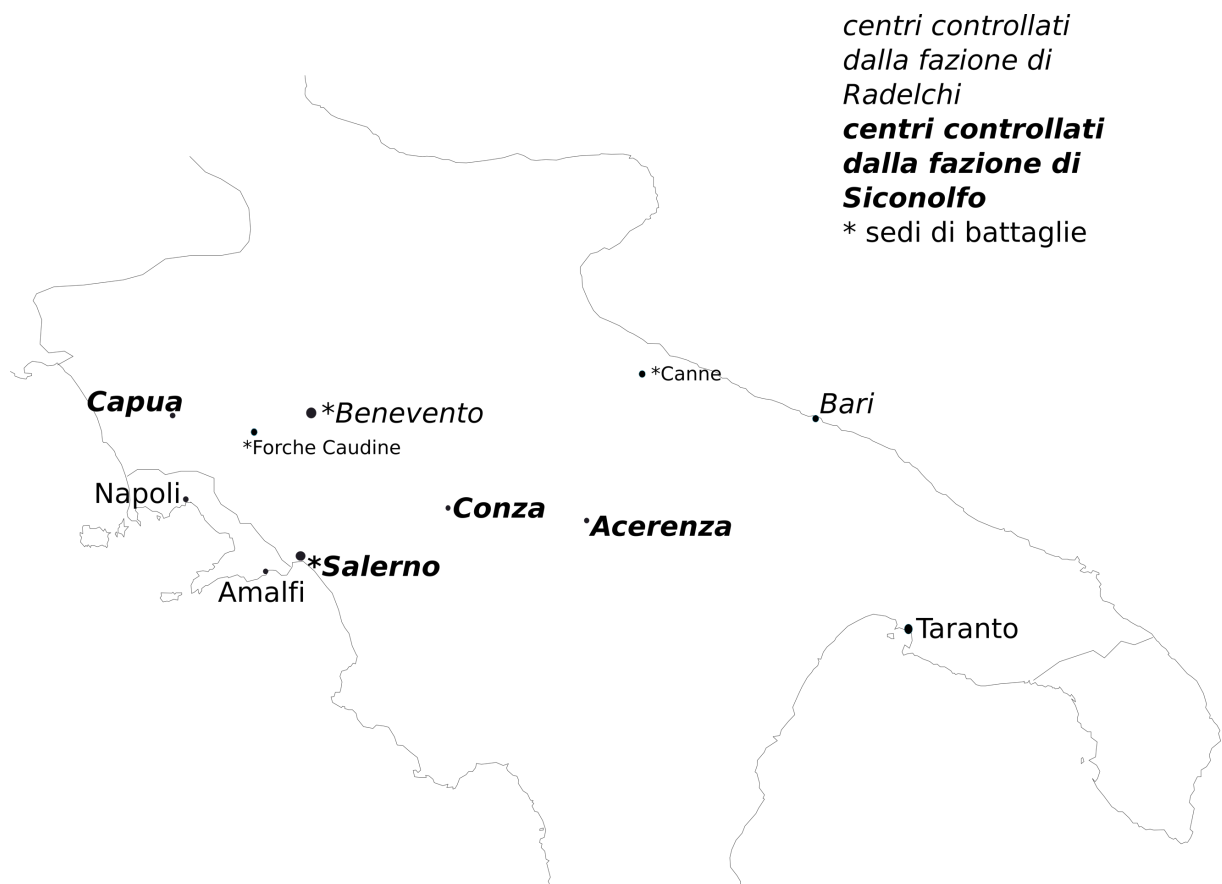 centri controllati
dalla fazione di
Radelchi
centri controllati
dalla fazione di
Siconolfo
* sedi di battaglie
*Canne
Capua
Bari
*Benevento
*Forche Caudine
Napoli
Conza
Acerenza
*Salerno
Amalfi
Taranto